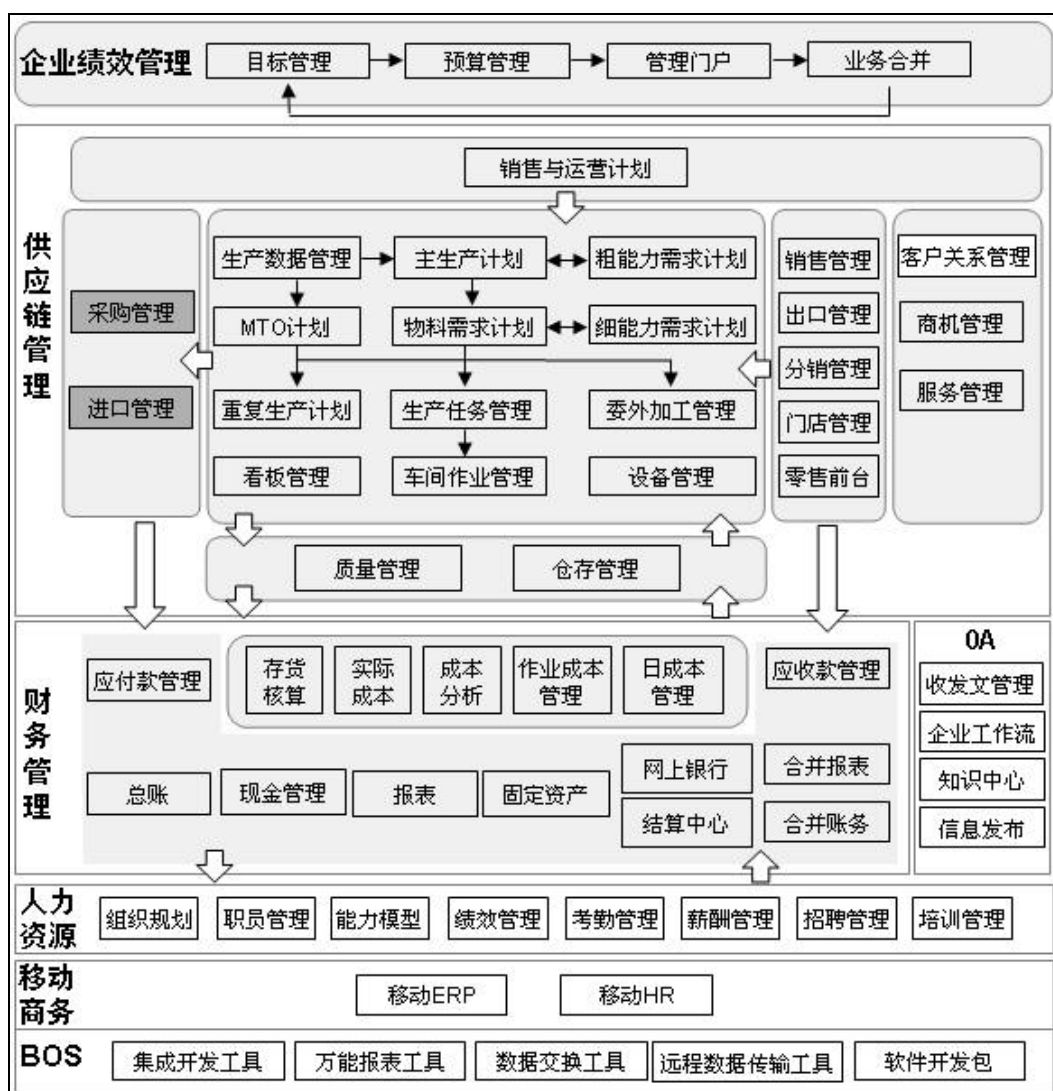 企业绩效管理
目标管理
预算管理
管理门户
业务合并
供应链管理
销售与运营计划
采购管理
进口管理
生产数据管理
主生产计划
粗能力需求计划
MTO计划
物料需求计划
细能力需求计划
重复生产计划
生产任务管理
委外加工管理
看板管理
车间作业管理
设备管理
销售管理
出口管理
分销管理
门店管理
零售前台
客户关系管理
商机管理
服务管理
质量管理
仓存管理
财务管理
应付款管理
存货
核算
实际
成本
成本
分析
作业成本
管理
日成本
管理
应收款管理
总账
现金管理
报表
固定资产
网上银行
结算中心
合并报表
合并账务
OA
收发文管理
企业工作流
知识中心
信息发布
人力
资源
组织规划
职员管理
能力模型
绩效管理
考勤管理
薪酬管理
招聘管理
培训管理
移动
商务
移动ERP
移动HR
BOS
集成开发工具
万能报表工具
数据交换工具
远程数据传输工具
软件开发包